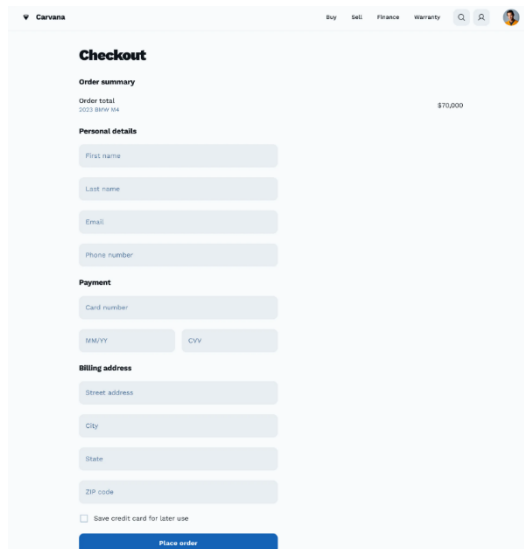 Carvana
Buy Sell Finance Warranty
Checkout
Order summary
Order total
2023 BMW M4
$70,000
Personal details
First name
Last name
Email
Phone number
Payment
Card number
MM/YY CVV
Billing address
Street address
City
State
ZIP code
Save credit card for later use
Place order